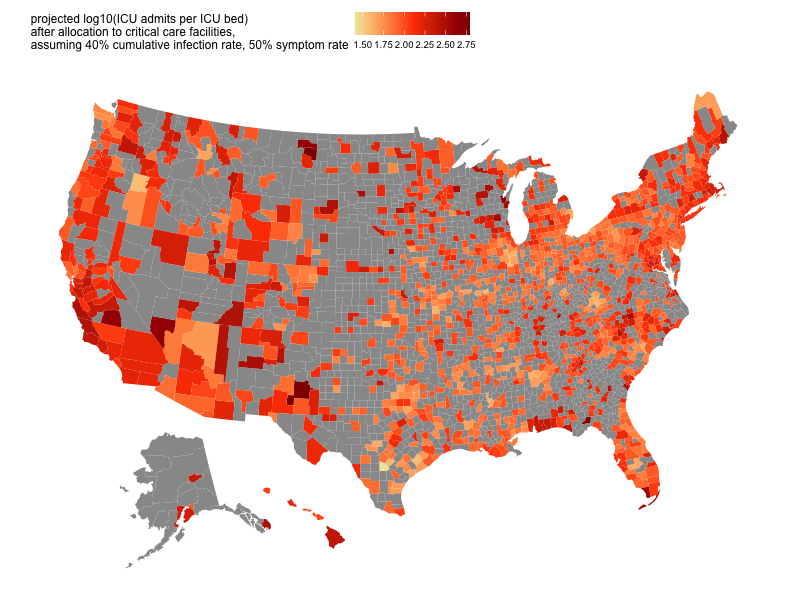 projected log10(ICU admits per ICU bed)
after allocation to critical care facilities,
assuming 40% cumulative infection rate, 50% symptom rate
1.50 1.75 2.00 2.25 2.50 2.75